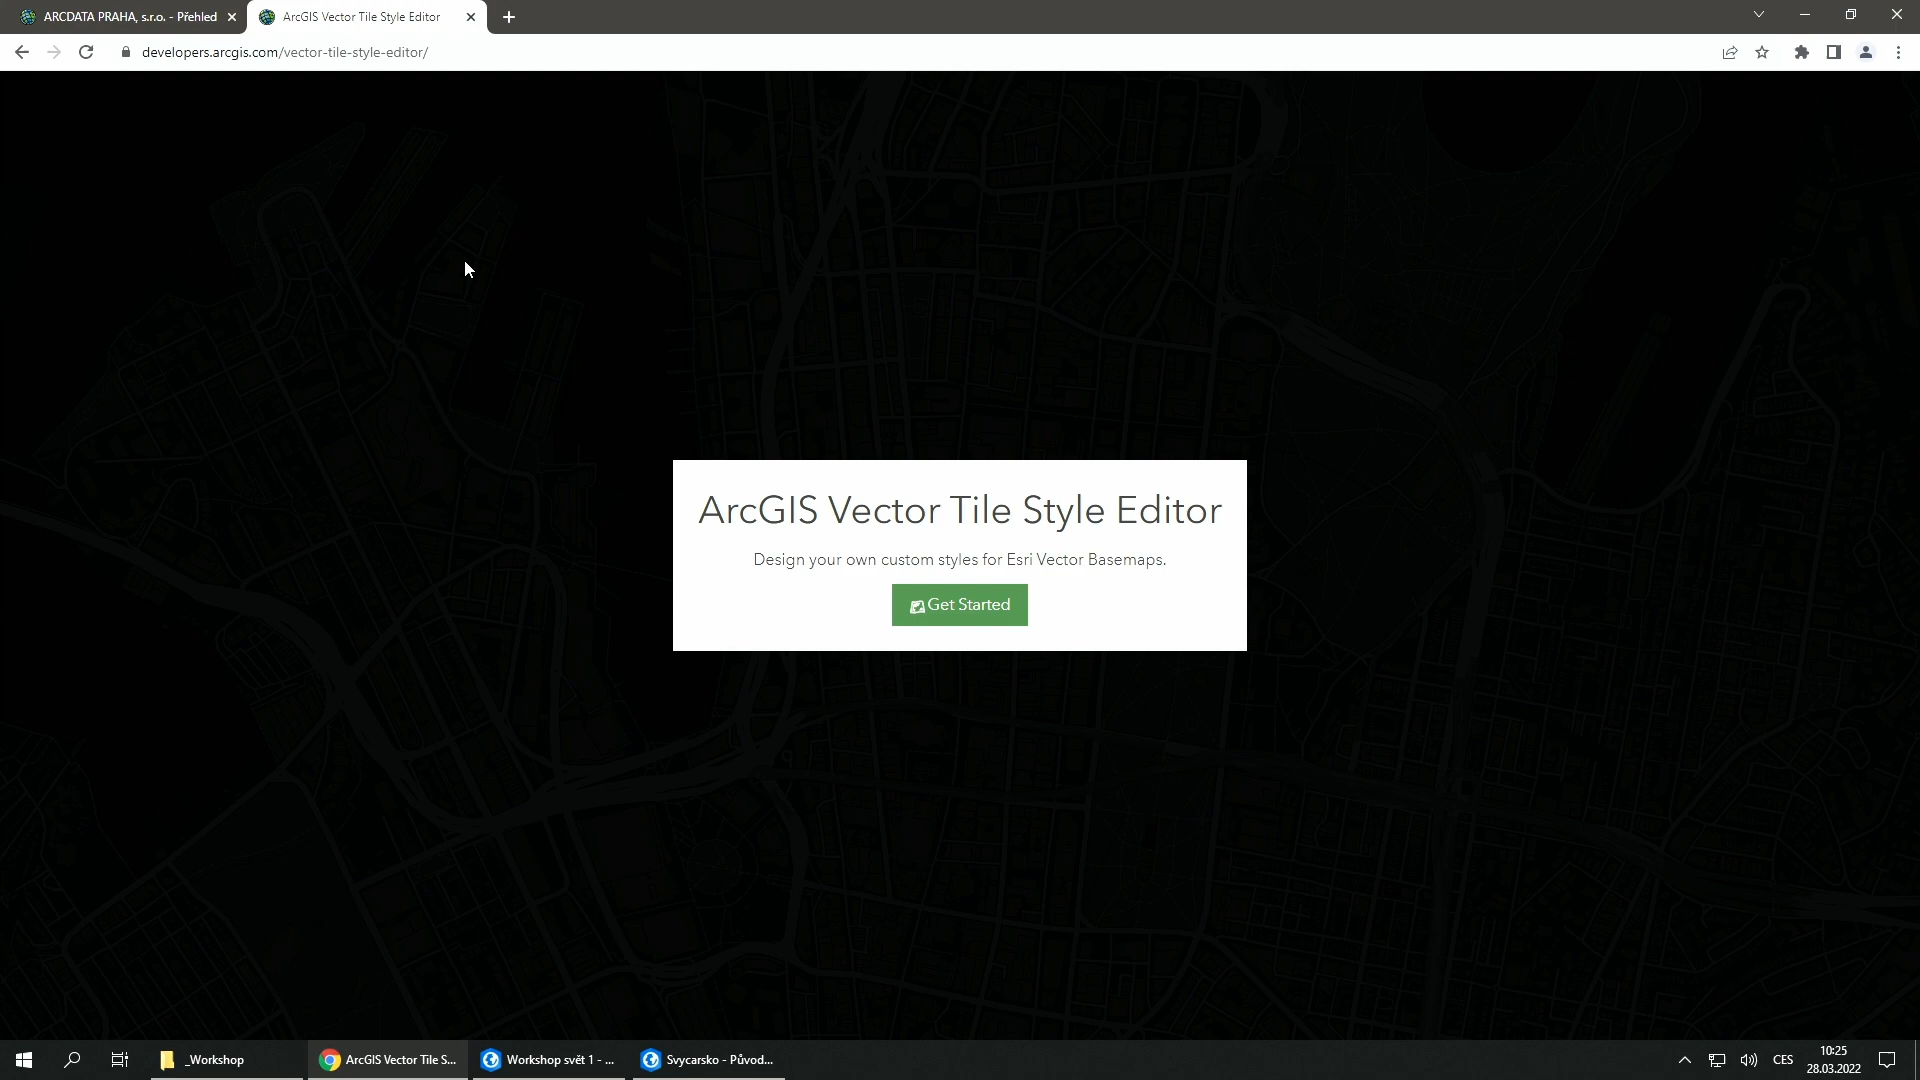 ARCDATA PRAHA, s.r.o. - Přehled
ArcGIS Vector Tile Style Editor
developers.arcgis.com/vector-tile-style-editor/
ArcGIS Vector Tile Style Editor
Design your own custom styles for Esri Vector Basemaps.
Get Started
_Workshop
ArcGIS Vector Tile S...
Workshop svět 1 - ...
Svycarsko - Původ...
CES
10:25
28.03.2022